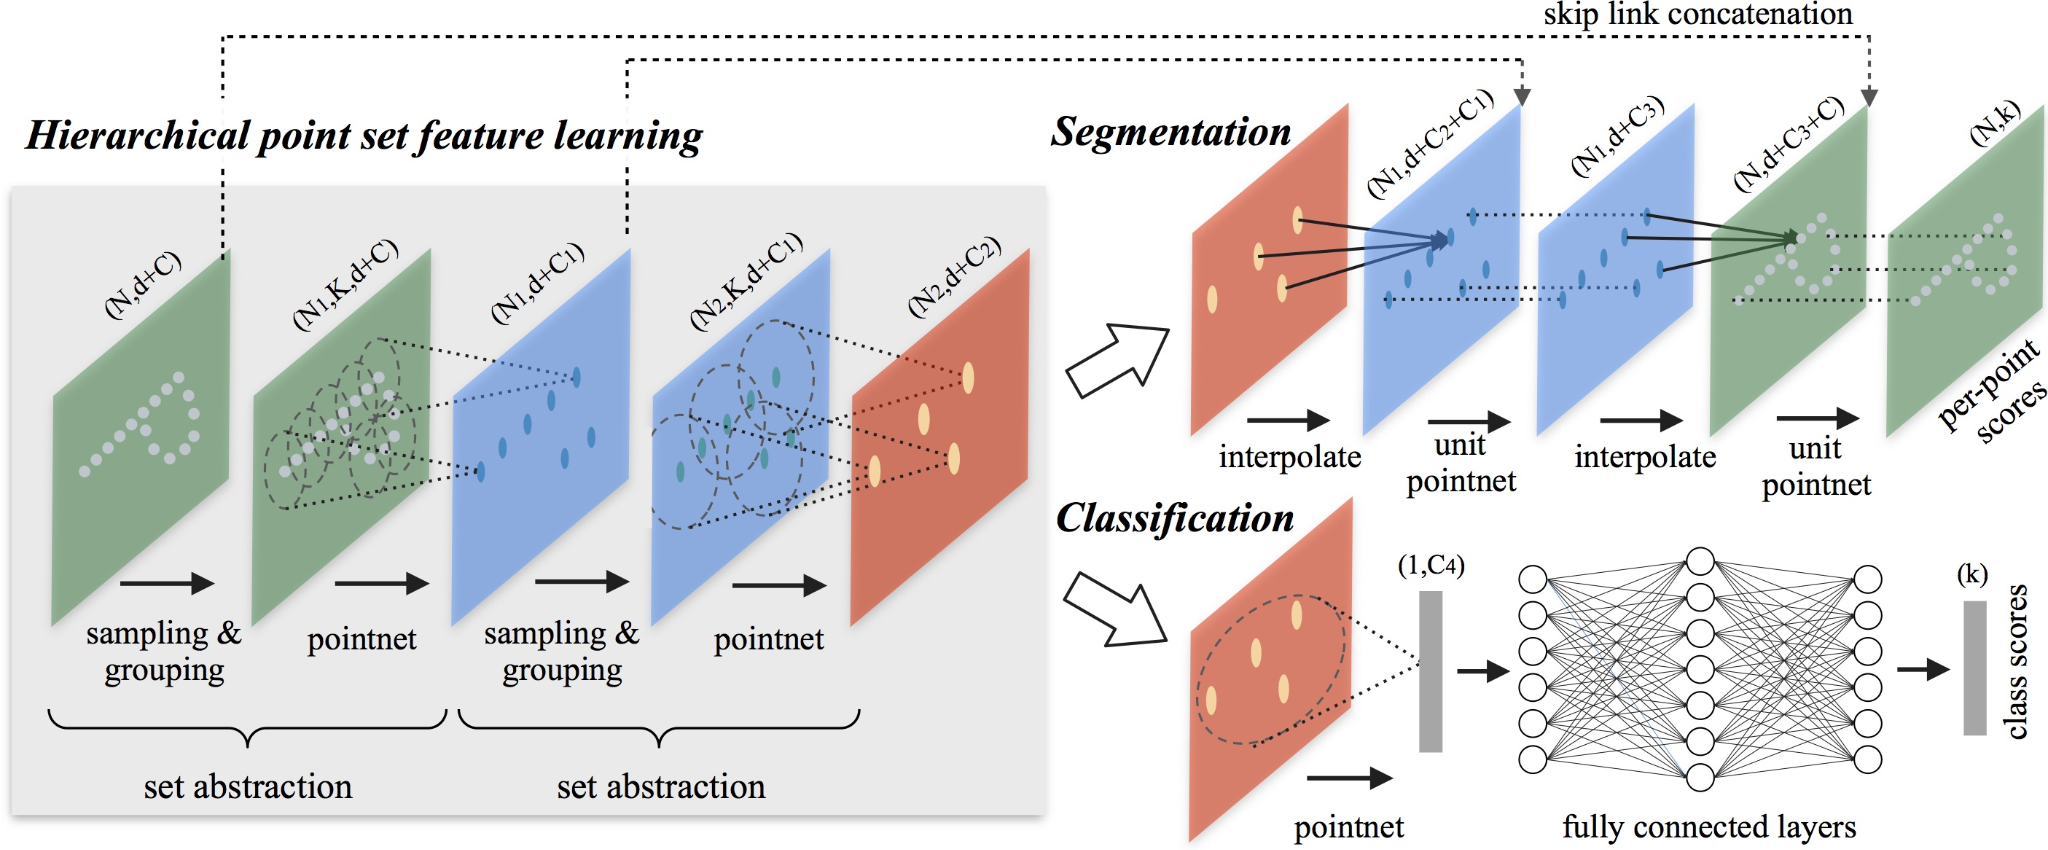 skip link concatenation
Hierarchical point set feature learning
(N,d+C)
(N1,K,d+C)
(N1,d+C1)
(N2,K,d+C1)
(N2,d+C2)
sampling &
grouping
pointnet
sampling &
grouping
pointnet
set abstraction
set abstraction
Segmentation
(N1,d+C2+C1)
(N1,d+C3)
(N,d+C3+C)
(N,k)
per-point
scores
interpolate
unit
pointnet
interpolate
unit
pointnet
Classification
(1,C4)
(k)
class scores
pointnet
fully connected layers